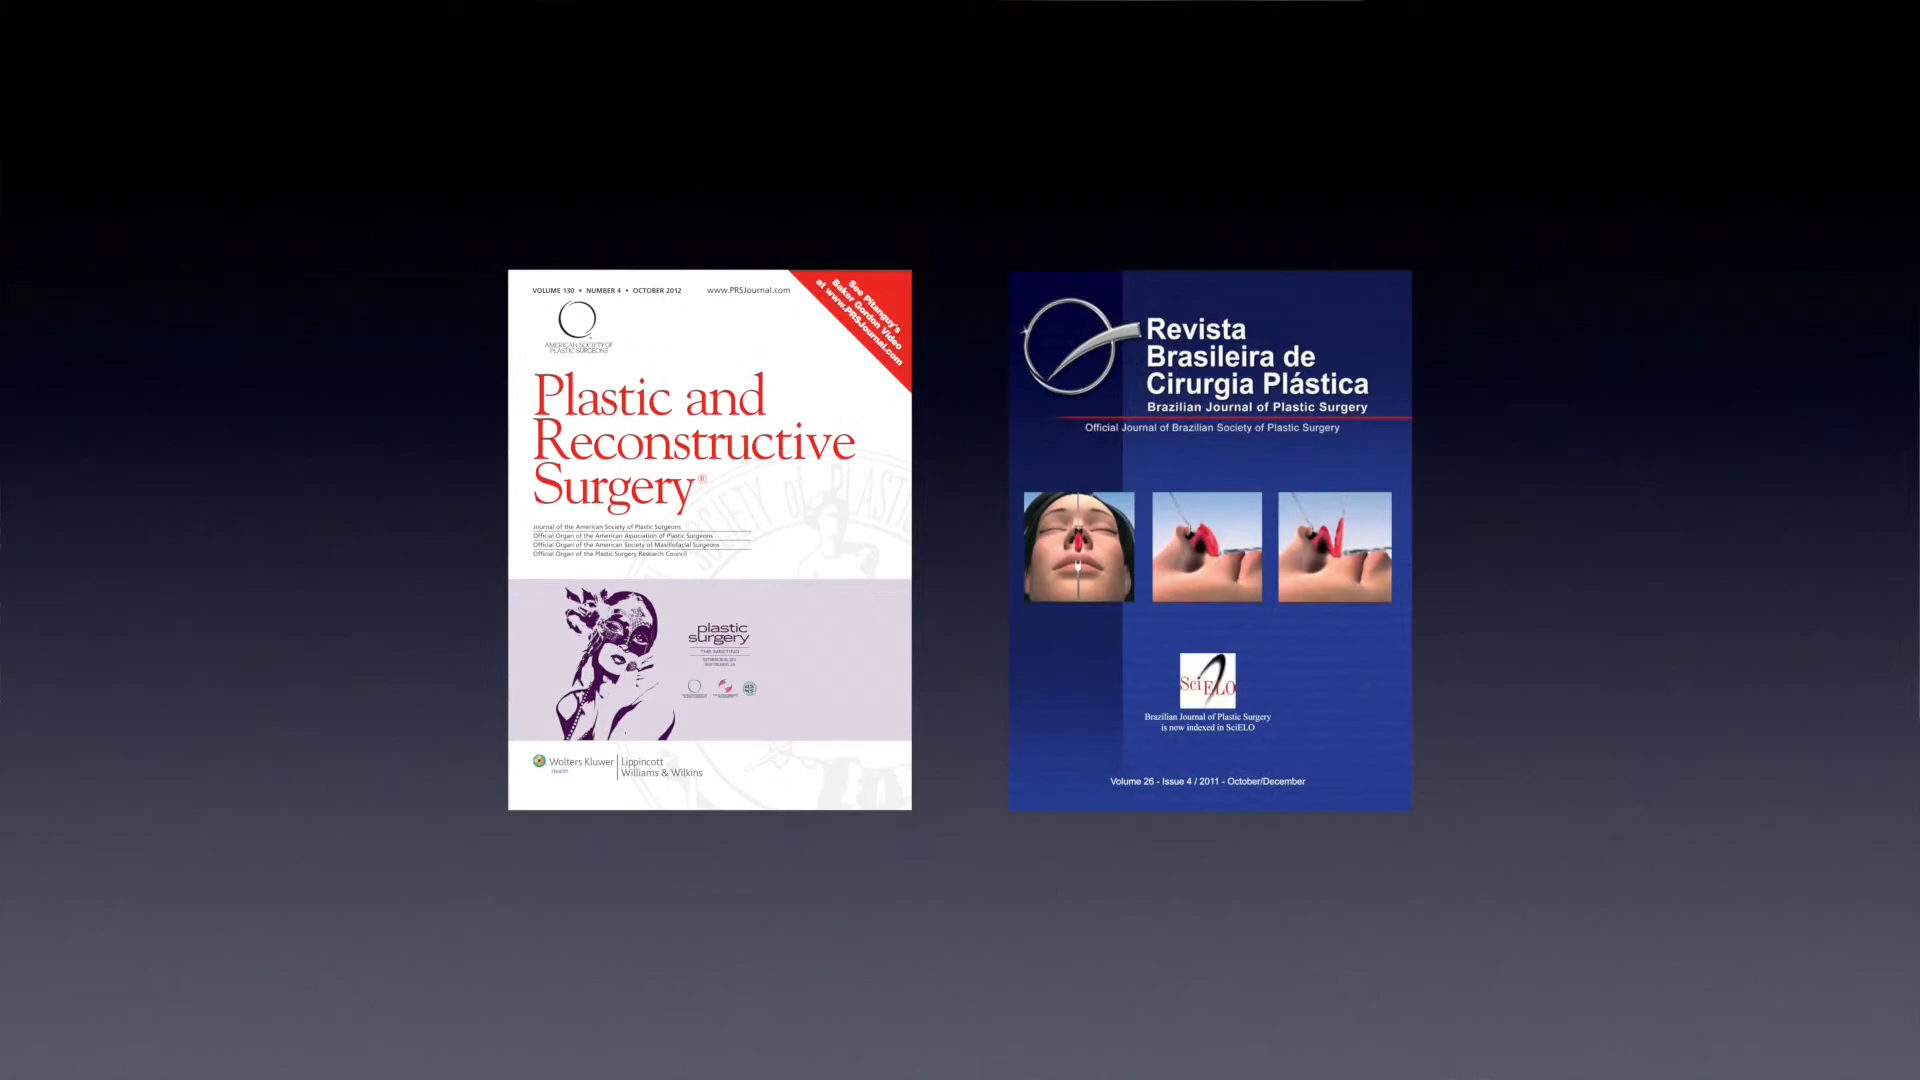 VOLUME 130 • NUMBER 4 • OCTOBER 2012
www.PRSJournal.com
See Pitanguy's
Baker Gordon Video
at www.PRSJournal.com
AMERICAN SOCIETY OF
PLASTIC SURGEONS
Plastic and
Reconstructive
Surgery®
Journal of the American Society of Plastic Surgeons
Official Organ of the American Association of Plastic Surgeons
Official Organ of the American Society of Maxillofacial Surgeons
Official Organ of the Plastic Surgery Research Council
plastic
surgery
THE MEETING
Wolters Kluwer
Health
Lippincott
Williams & Wilkins
Revista
Brasileira de
Cirurgia Plástica
Brazilian Journal of Plastic Surgery
Official Journal of Brazilian Society of Plastic Surgery
SciELO
Brazilian Journal of Plastic Surgery
is now indexed in SciELO
Volume 26 - Issue 4 / 2011 - October/December